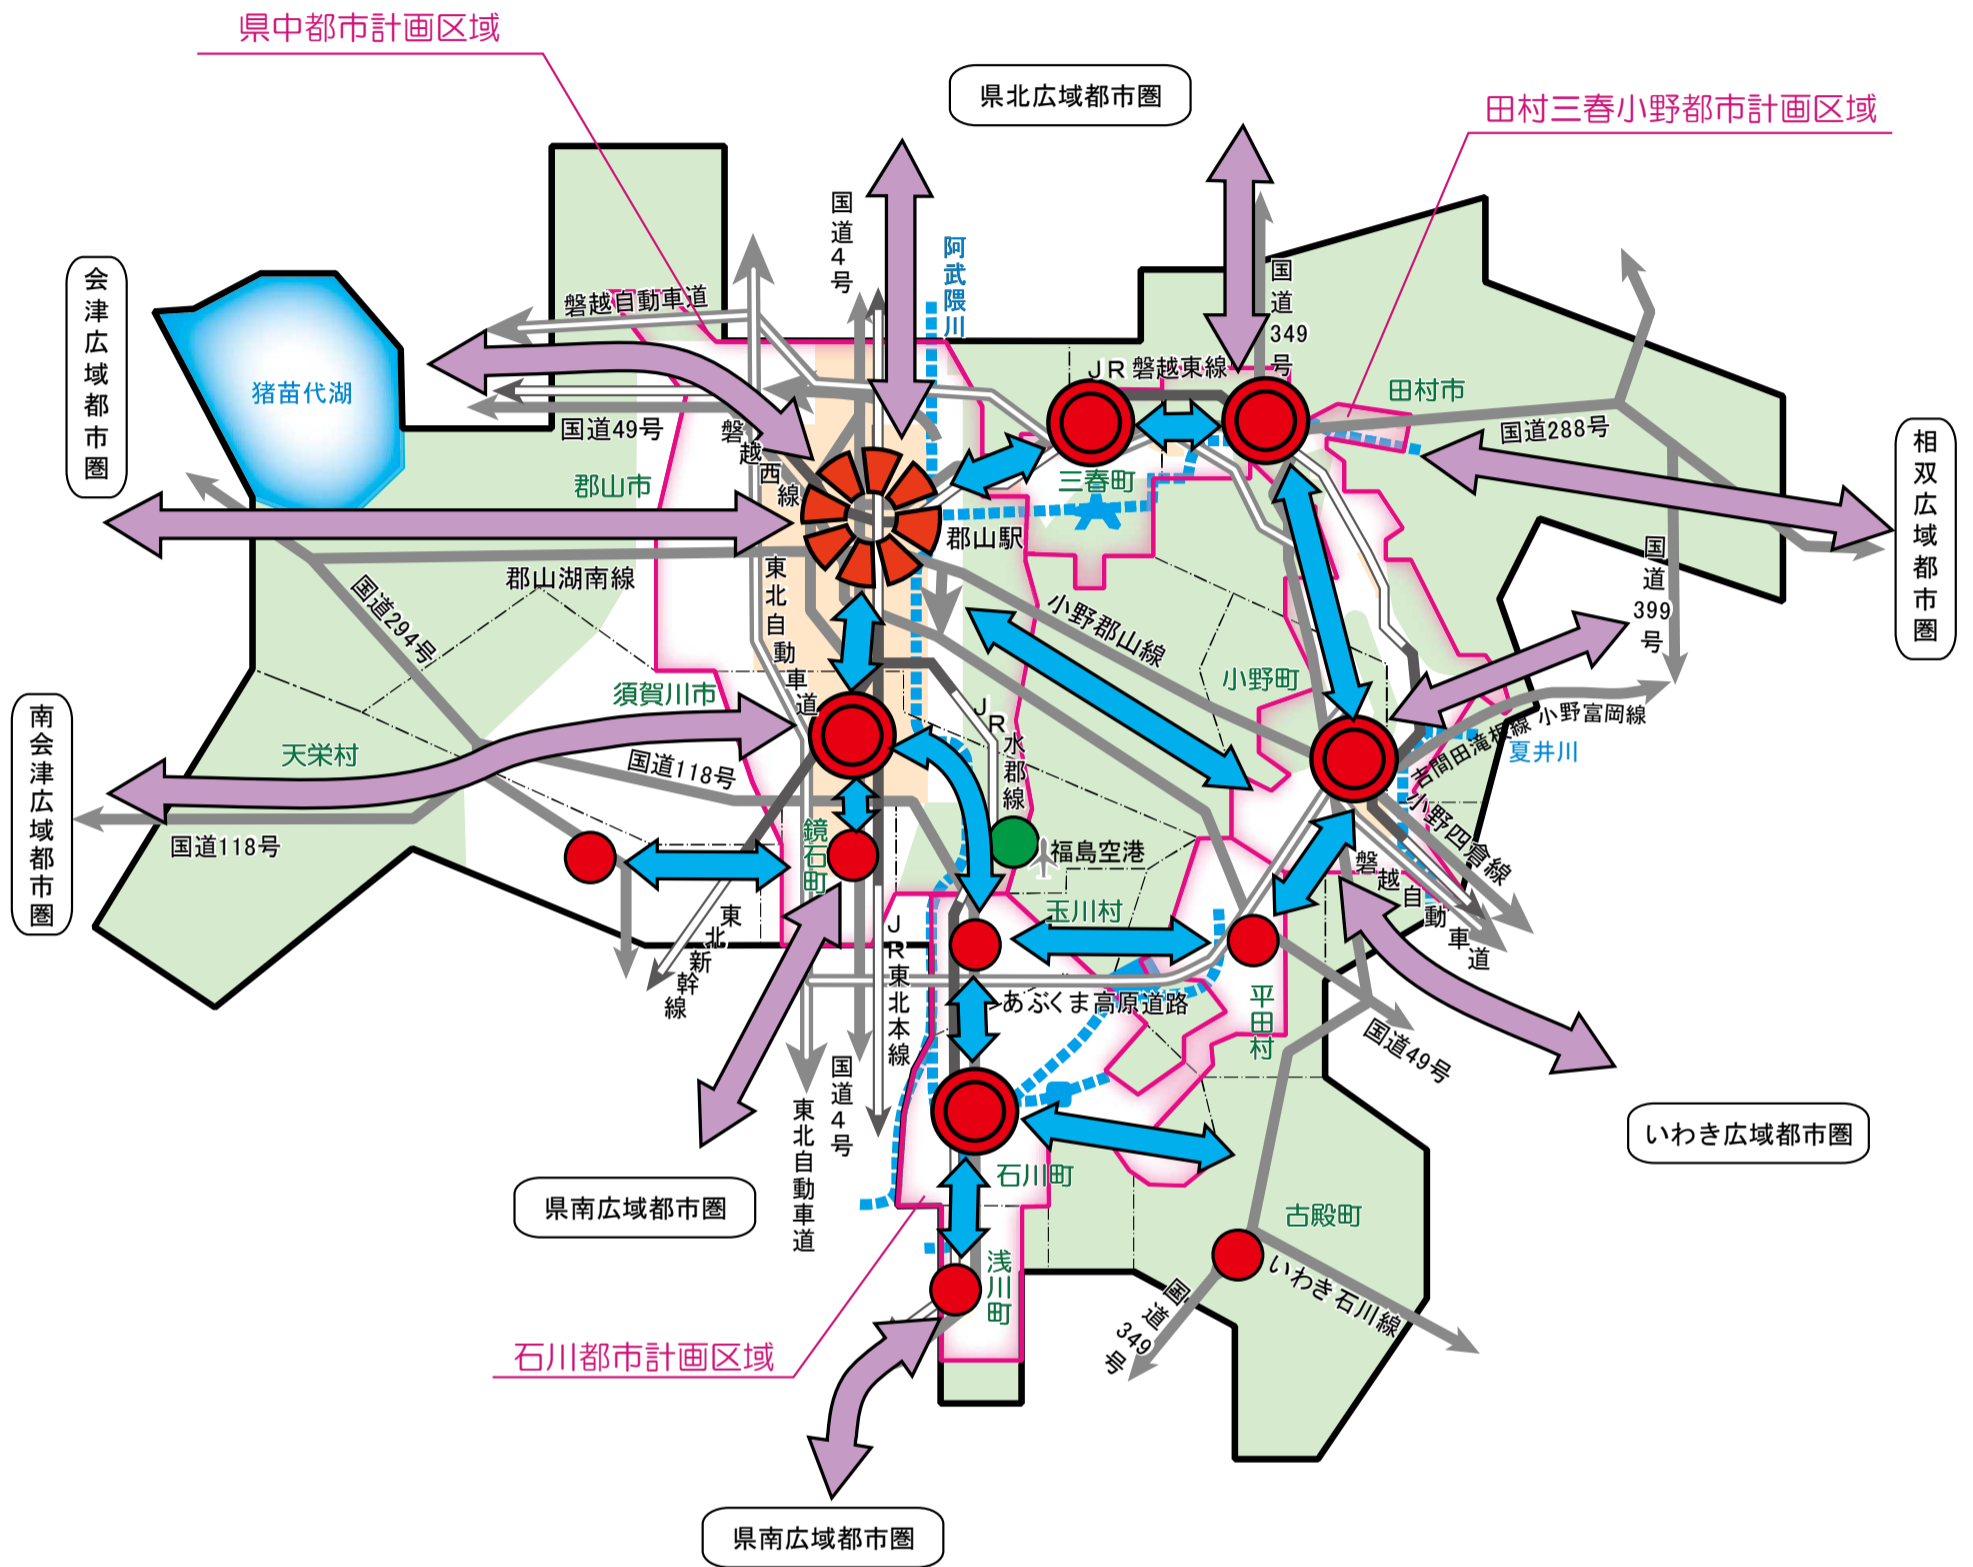 県中都市計画区域
県北広域都市圏
田村三春小野都市計画区域
国道4号
阿武隈川
会津広域都市圏
磐越自動車道
国道349号
猪苗代湖
JR磐越東線
田村市
国道49号
国道288号
磐越西線
郡山市
三春町
相双広域都市圏
郡山駅
郡山湖南線
東北自動車道
国道294号
小野郡山線
国道399号
須賀川市
小野町
南会津広域都市圏
天栄村
国道118号
JR水郡線
小野富岡線
吉間田滝根線
夏井川
国道118号
鏡石町
福島空港
小野四倉線
磐越自動車道
玉川村
東北新幹線
JR東北本線
あぶくま高原道路
平田村
国道49号
国道4号
東北自動車道
いわき広域都市圏
県南広域都市圏
石川町
古殿町
浅川町
いわき石川線
国道349号
石川都市計画区域
県南広域都市圏